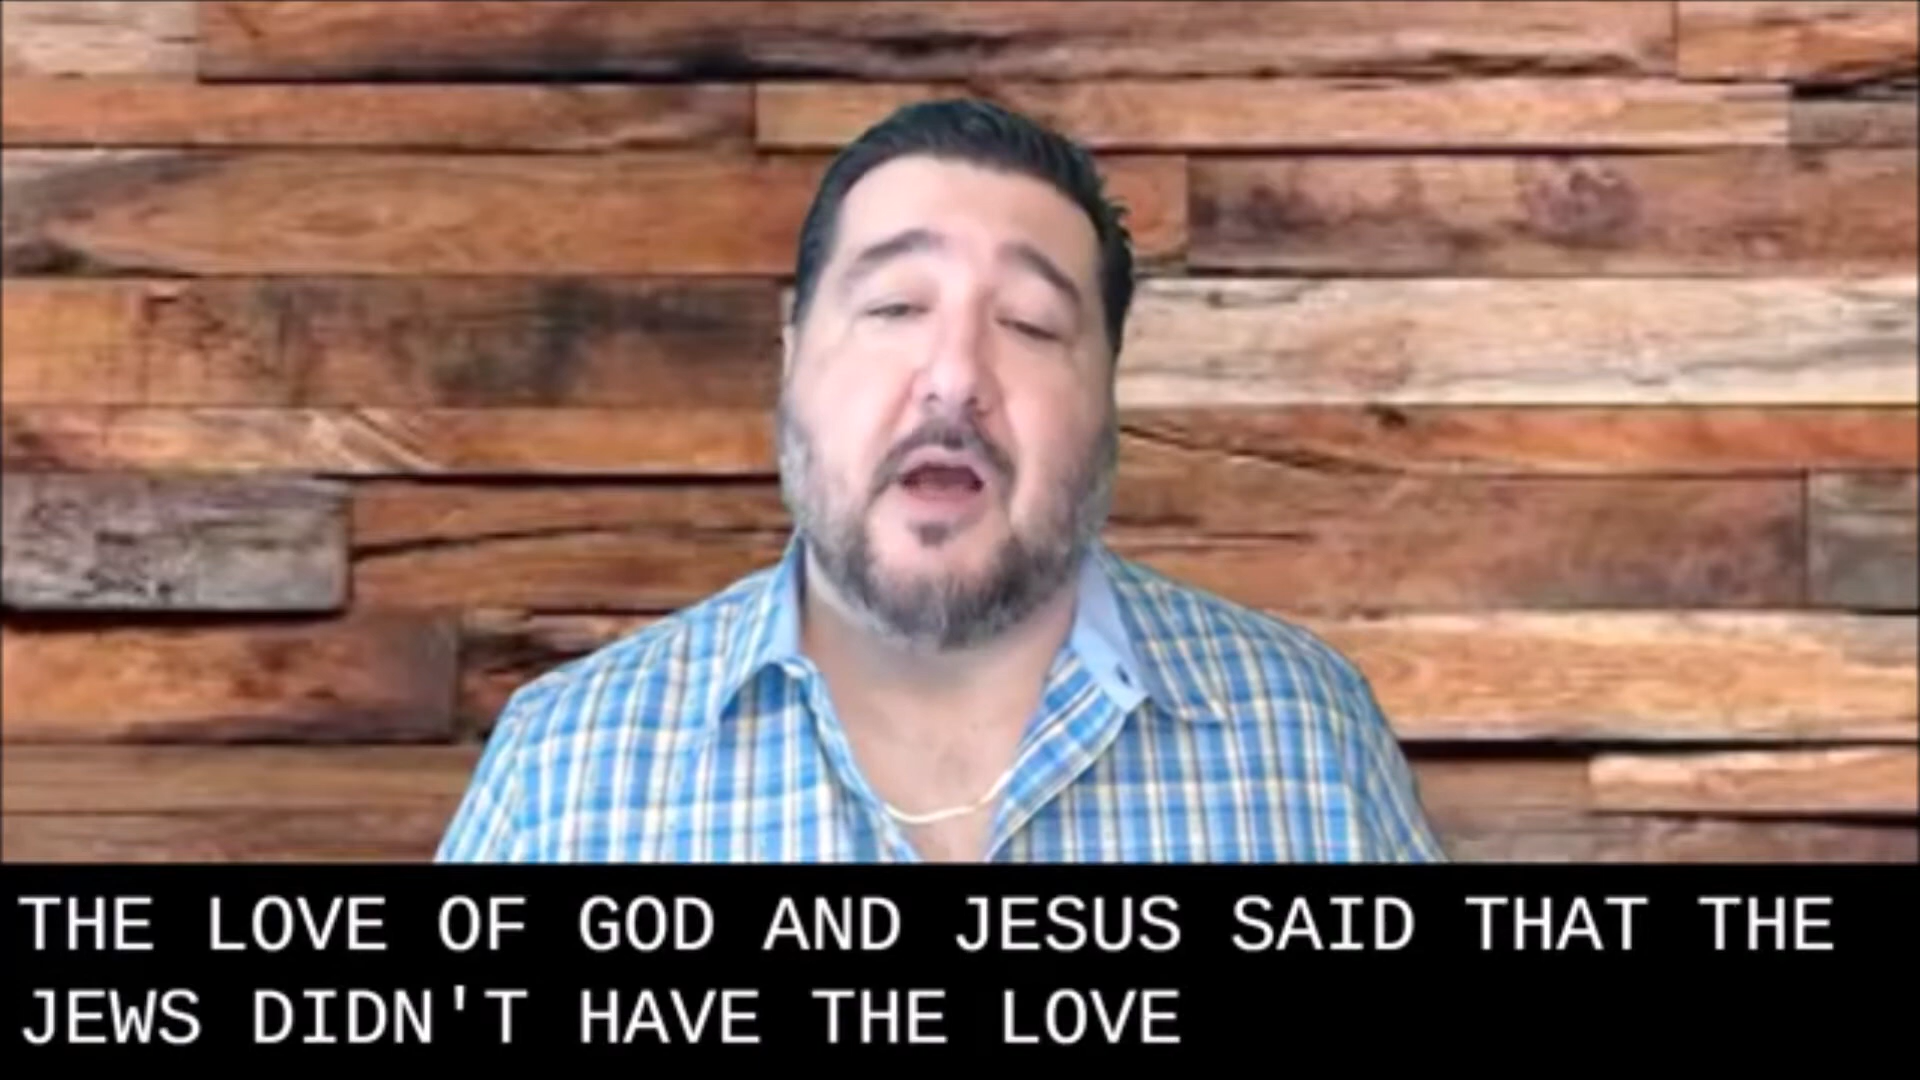 THE LOVE OF GOD AND JESUS SAID THAT THE
JEWS DIDN'T HAVE THE LOVE